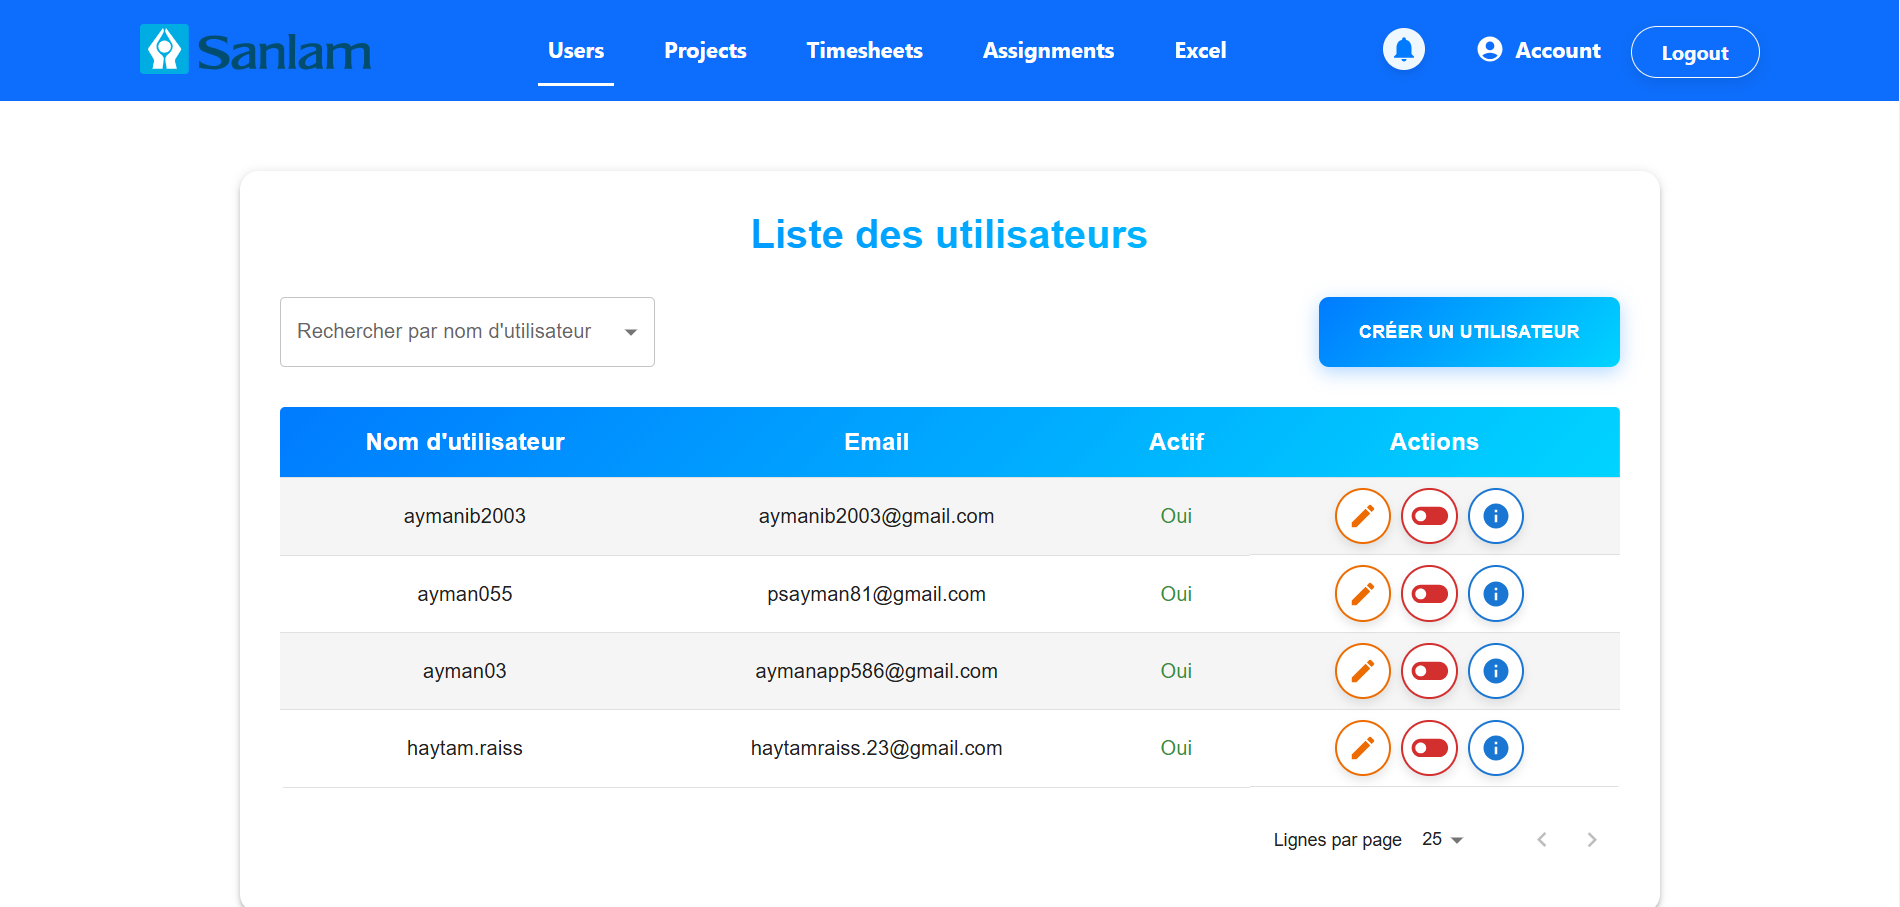 Sanlam Users Projects Timesheets Assignments Excel Account Logout
Liste des utilisateurs
Rechercher par nom d'utilisateur CRÉER UN UTILISATEUR
Nom d'utilisateur Email Actif Actions
aymanib2003 aymanib2003@gmail.com Oui
ayman055 psayman81@gmail.com Oui
ayman03 aymanapp586@gmail.com Oui
haytam.raiss haytamraiss.23@gmail.com Oui
Lignes par page 25